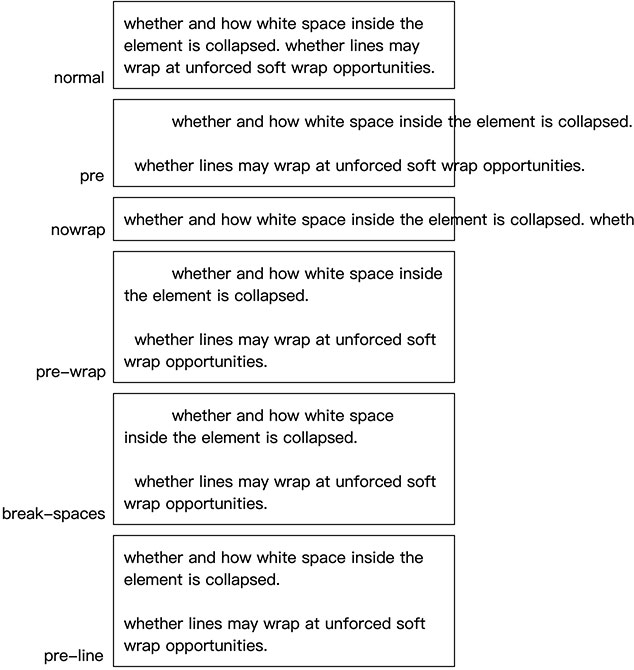 whether and how white space inside the
element is collapsed. whether lines may
wrap at unforced soft wrap opportunities.
normal
whether and how white space inside the element is collapsed.
whether lines may wrap at unforced soft wrap opportunities.
pre
whether and how white space inside the element is collapsed. wheth
nowrap
whether and how white space inside
the element is collapsed.
whether lines may wrap at unforced soft
wrap opportunities.
pre-wrap
whether and how white space
inside the element is collapsed.
whether lines may wrap at unforced soft
wrap opportunities.
break-spaces
whether and how white space inside the
element is collapsed.
whether lines may wrap at unforced soft
wrap opportunities.
pre-line